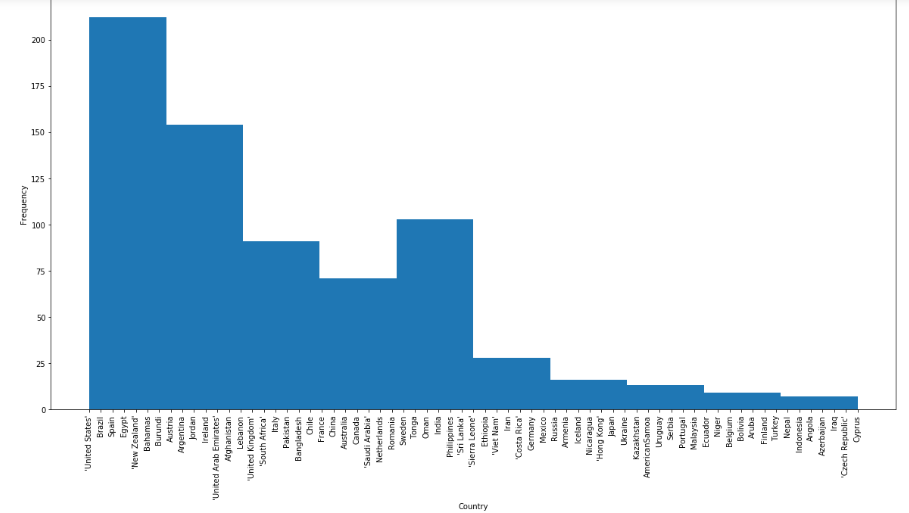 200
175
150
125
100
75
50
25
0
Frequency
'United States'
Brazil
Spain
Egypt
'New Zealand'
Bahamas
Burundi
Austria
Argentina
Jordan
Ireland
'United Arab Emirates'
Afghanistan
Lebanon
'United Kingdom'
'South Africa'
Italy
Pakistan
Bangladesh
Chile
France
China
Australia
Canada
'Saudi Arabia'
Netherlands
Romania
Sweden
Tonga
Oman
India
Philippines
'Sri Lanka'
'Sierra Leone'
Ethiopia
'Viet Nam'
Iran
'Costa Rica'
Germany
Mexico
Russia
Armenia
Iceland
Nicaragua
'Hong Kong'
Japan
Ukraine
Kazakhstan
AmericanSamoa
Uruguay
Serbia
Portugal
Malaysia
Ecuador
Niger
Belgium
Bolivia
Aruba
Finland
Turkey
Nepal
Indonesia
Angola
Azerbaijan
Iraq
'Czech Republic'
Cyprus
Country